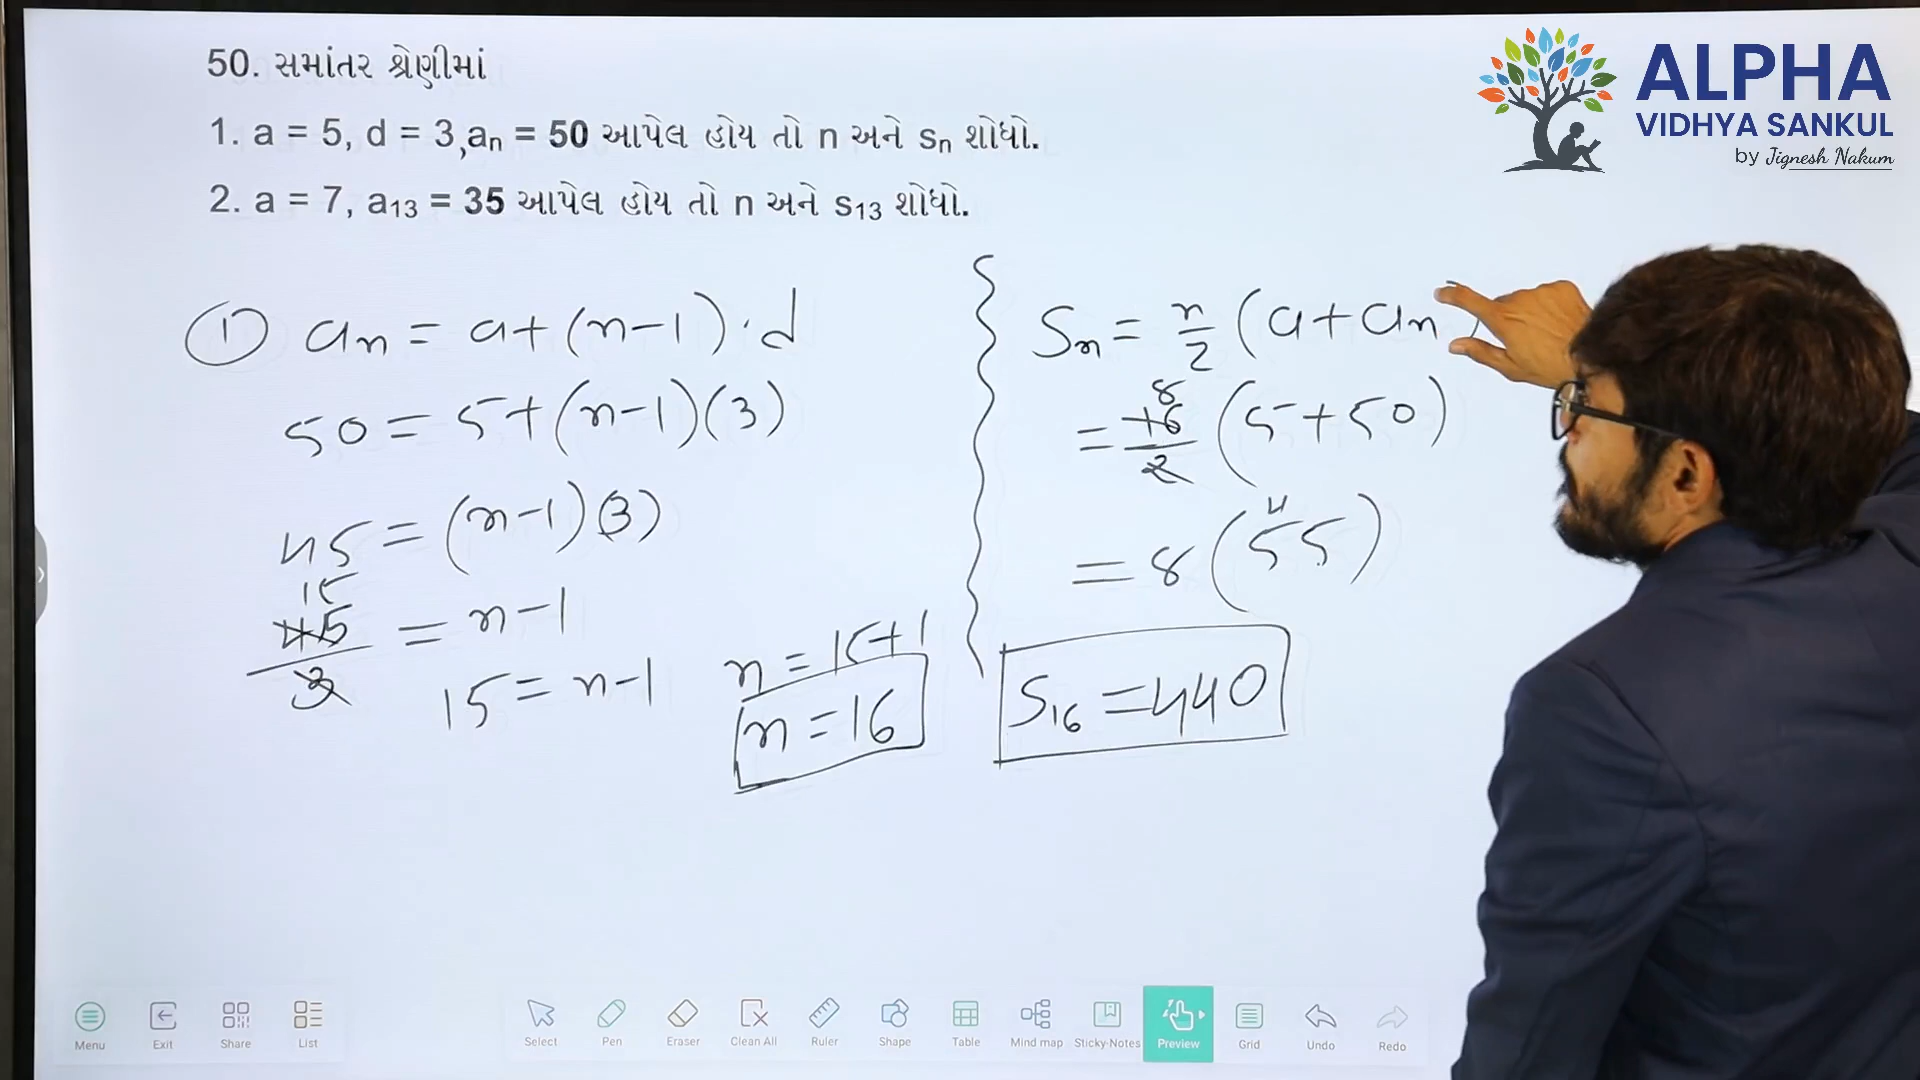 50. સમાંતર શ્રેણીમાં
1. a = 5, d = 3,an = 50 આપેલ હોય તો n અને sn શોધો.
2. a = 7, a13 = 35 આપેલ હોય તો n અને s13 શોધો.
ALPHA
VIDHYA SANKUL
by Jignesh Nakum
① an = a+(n-1)·d
50 = 5+(n-1)(3)
45 = (n-1)(3)
15
45/3 = n-1
15 = n-1
n = 15+1
n = 16
Sn = n/2 (a+an)
8
= 16/2 (5+50)
4
= 8(55)
S16 = 440
Menu
Exit
Share
List
Select
Pen
Eraser
Clean All
Ruler
Shape
Table
Mind map
Sticky-Notes
Preview
Grid
Undo
Redo